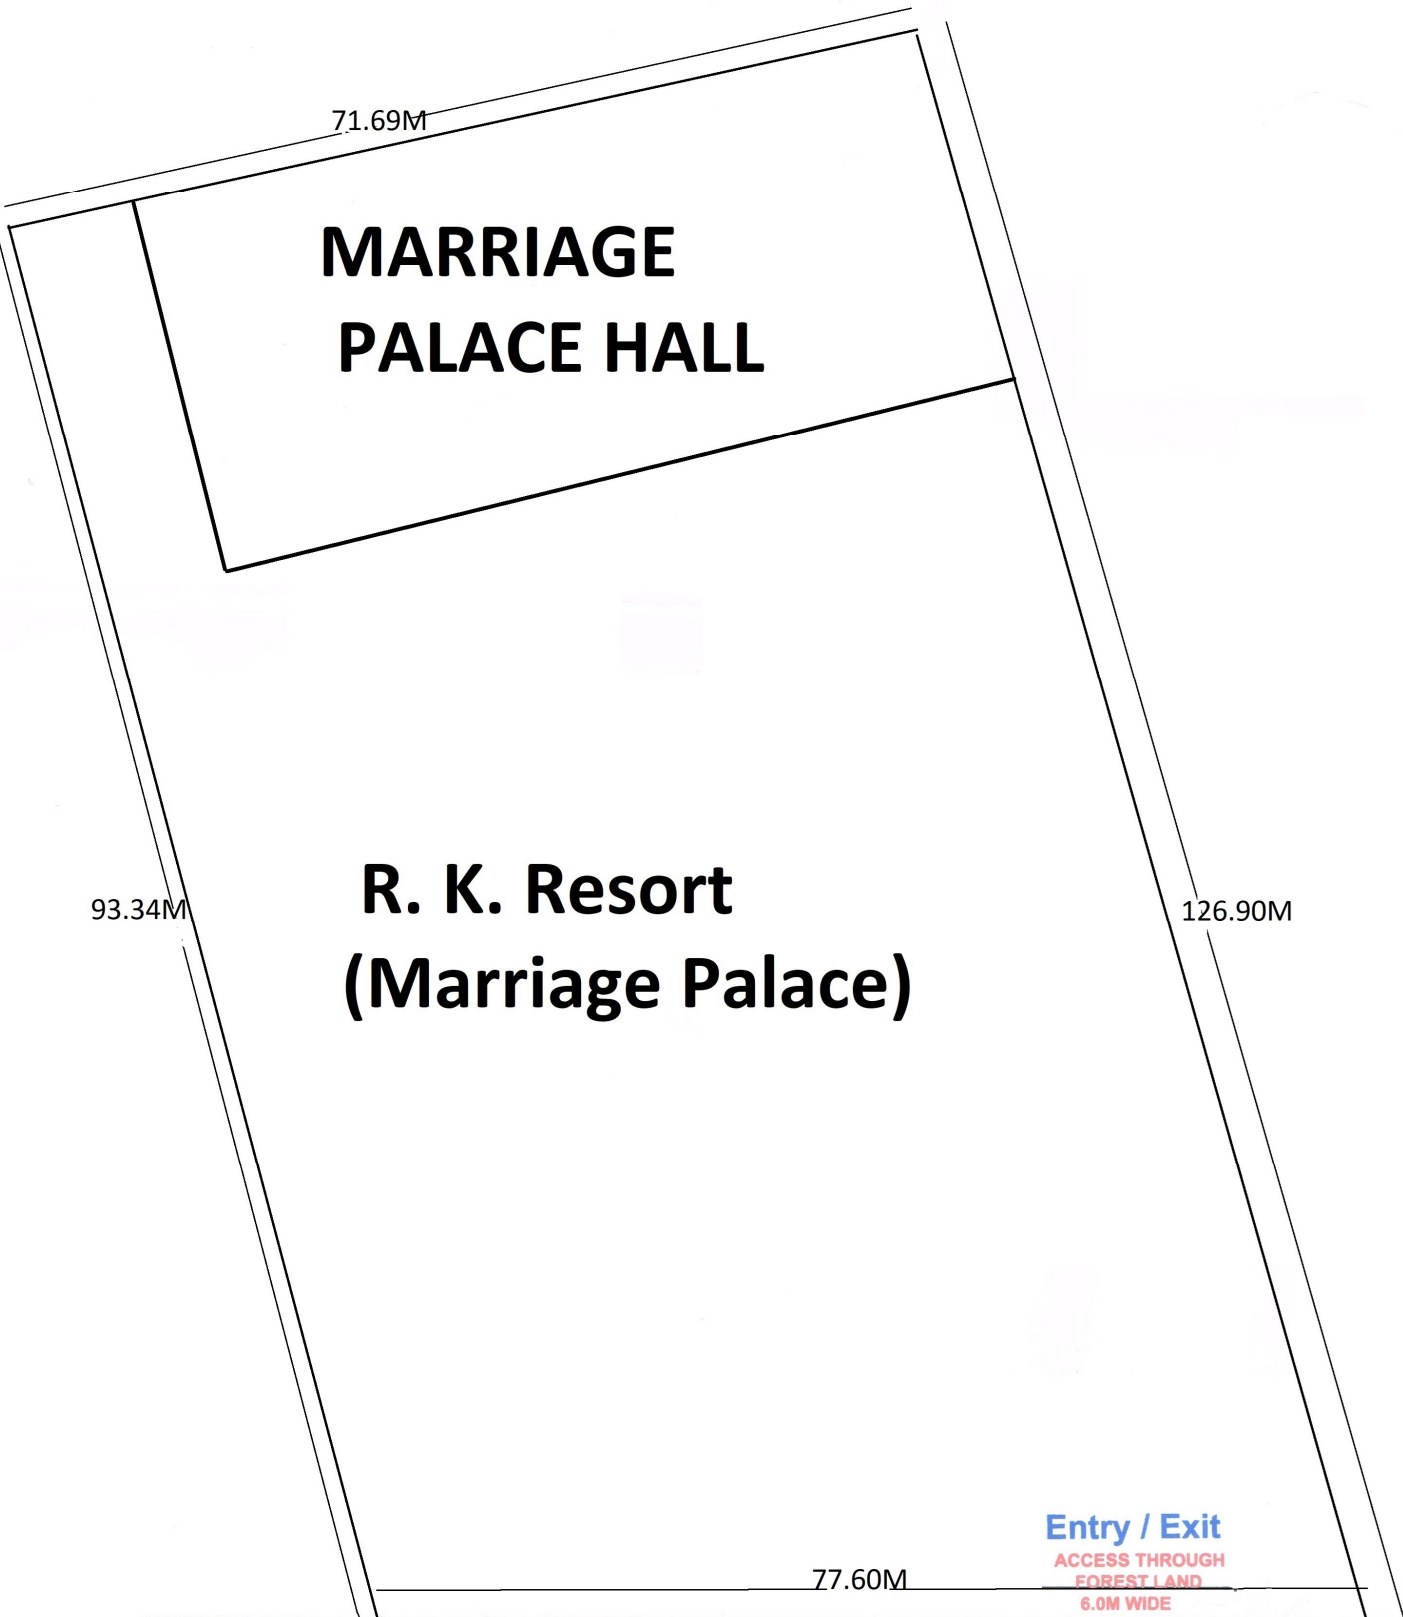 71.69M
MARRIAGE
PALACE HALL
R. K. Resort
93.34M
126.90M
(Marriage Palace)
Entry / Exit
ACCESS THROUGH
77.60M
FOREST LAND
6.0M WIDE